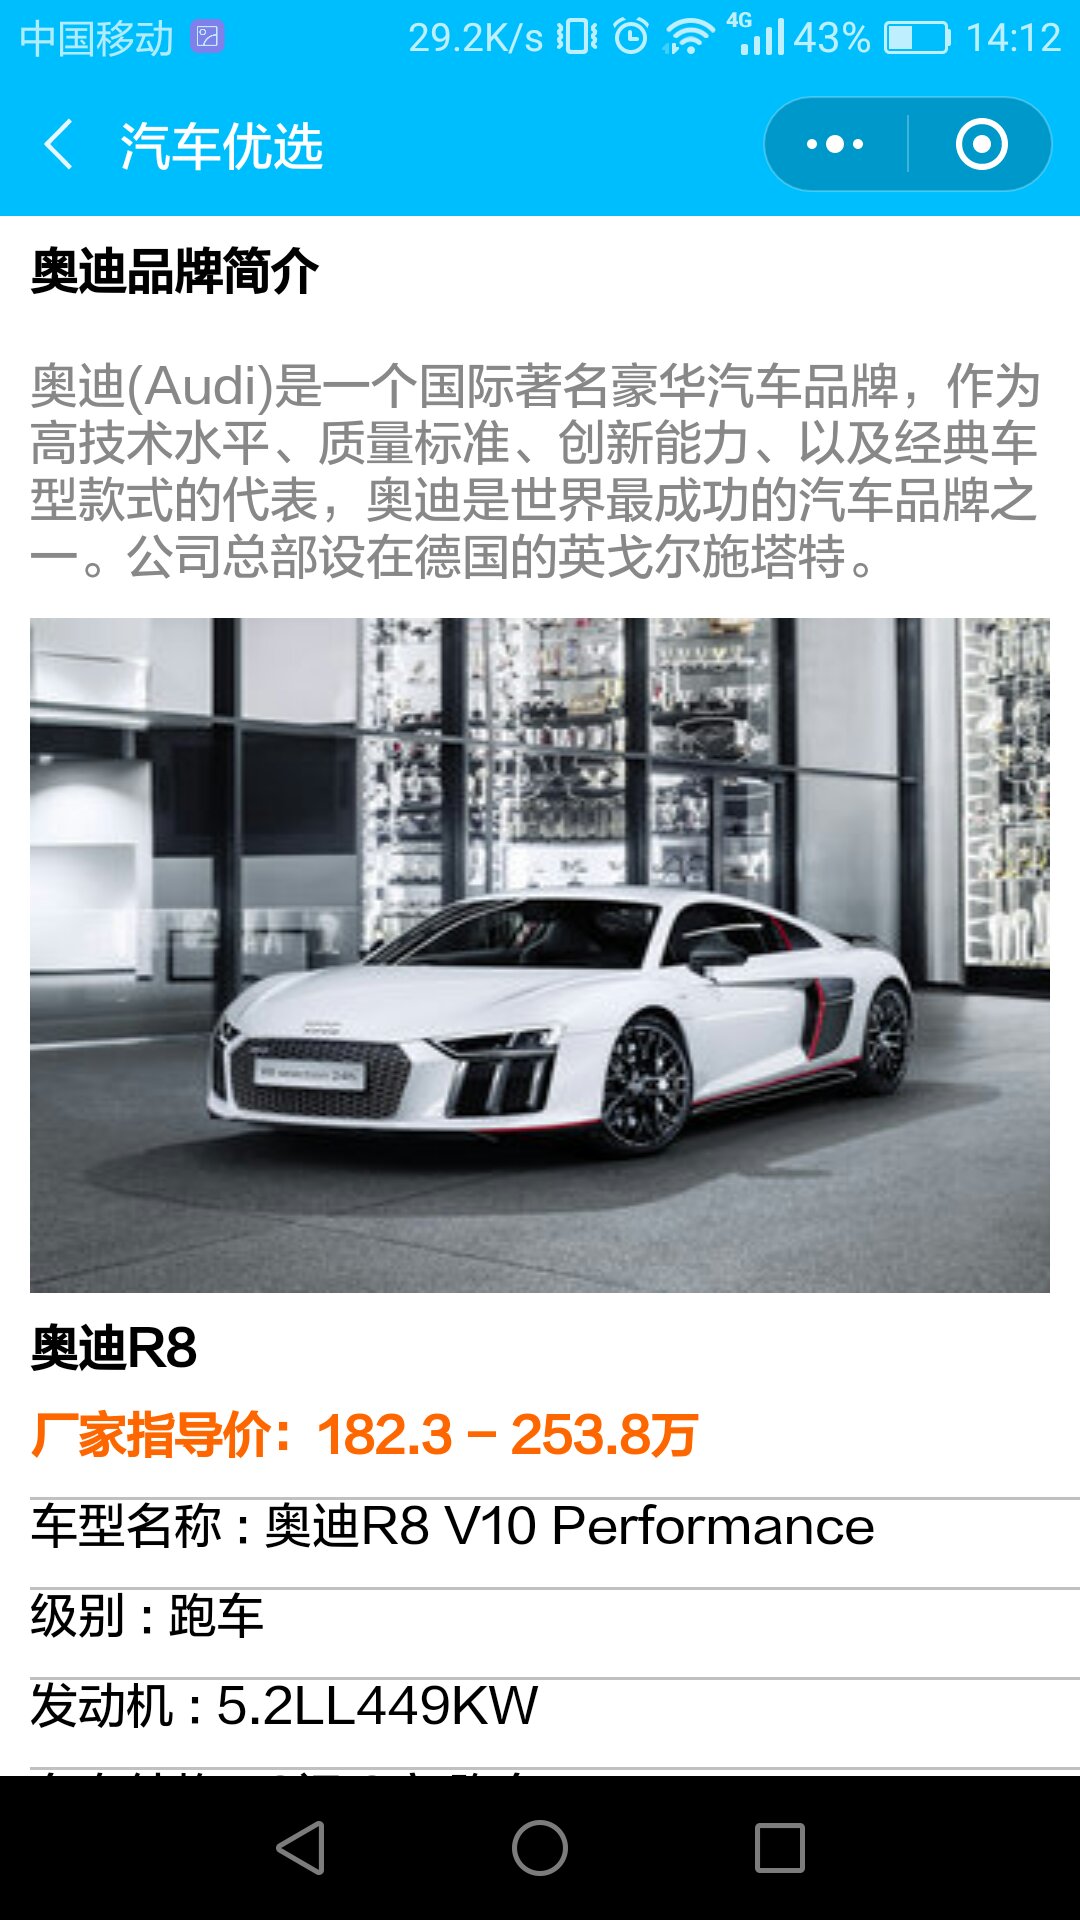 中国移动 29.2K/s 4G 43% 14:12
汽车优选
奥迪品牌简介
奥迪(Audi)是一个国际著名豪华汽车品牌，作为
高技术水平、质量标准、创新能力、以及经典车
型款式的代表，奥迪是世界最成功的汽车品牌之
一。公司总部设在德国的英戈尔施塔特。
R8 selection 24h
奥迪R8
厂家指导价：182.3 - 253.8万
车型名称 : 奥迪R8 V10 Performance
级别 : 跑车
发动机 : 5.2LL449KW